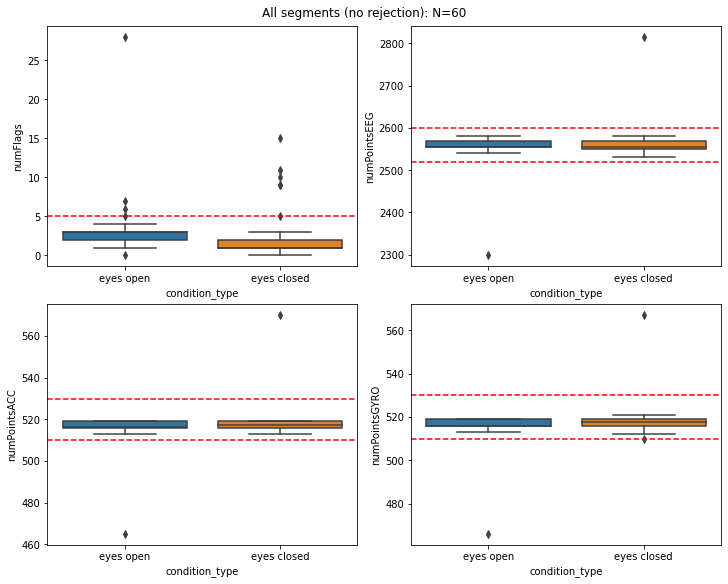 All segments (no rejection): N=60
numFlags
25
20
15
10
5
0
eyes open
eyes closed
condition_type
numPointsEEG
2800
2700
2600
2500
2400
2300
eyes open
eyes closed
condition_type
numPointsACC
560
540
520
500
480
460
eyes open
eyes closed
condition_type
numPointsGYRO
560
540
520
500
480
eyes open
eyes closed
condition_type